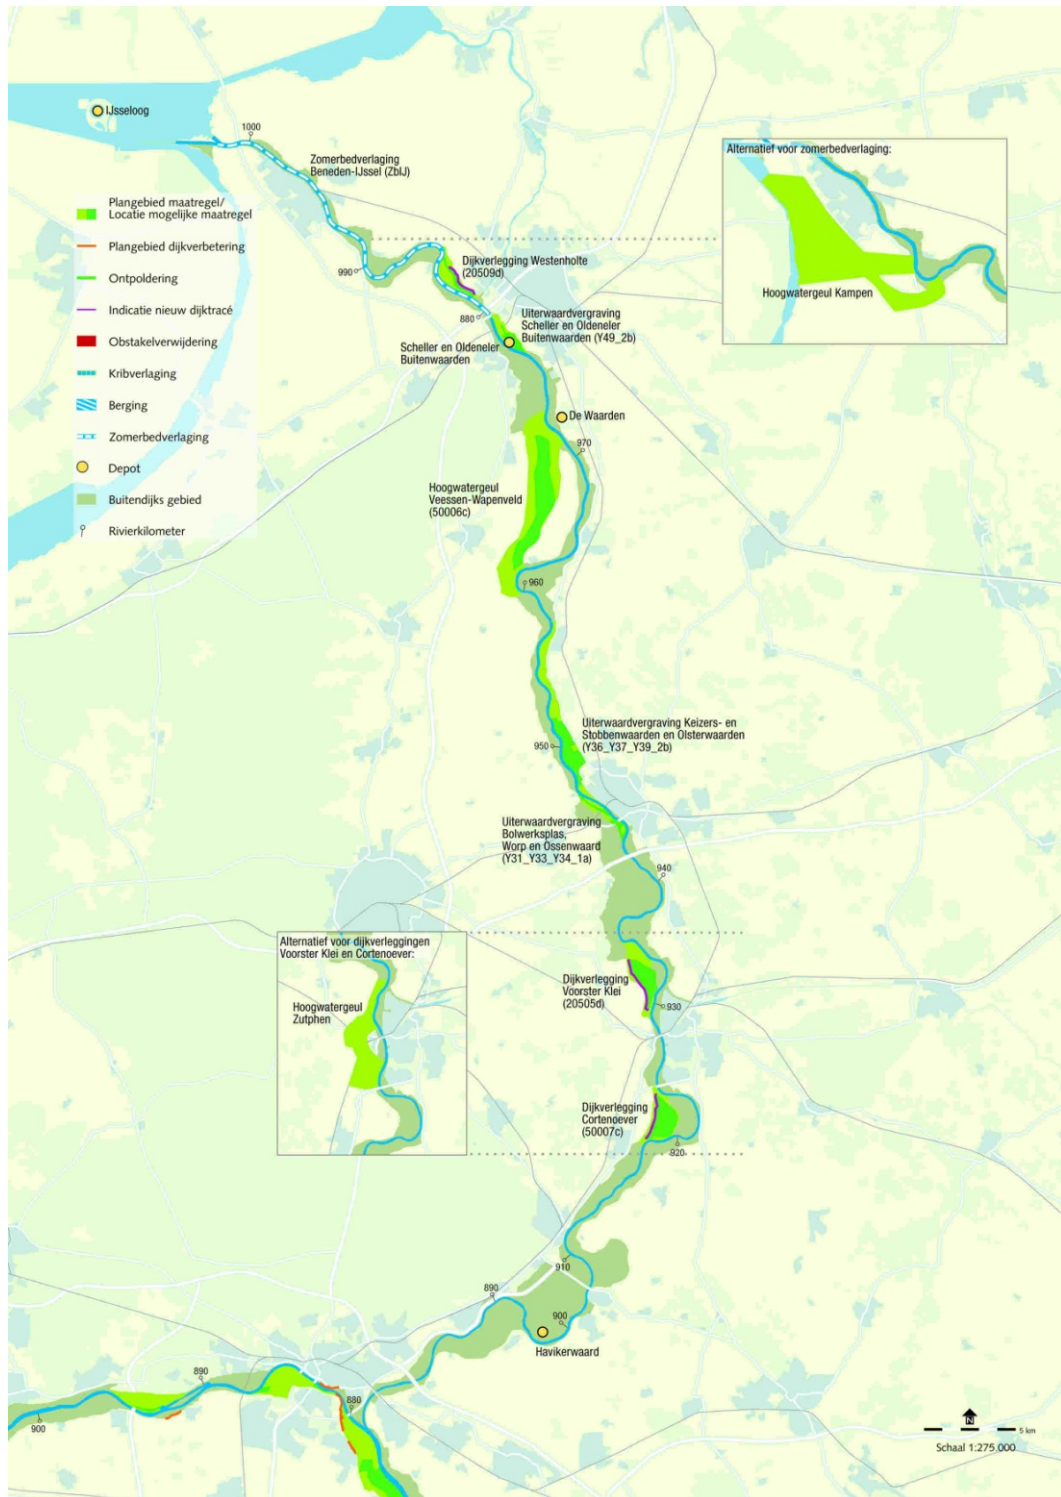 IJsseloog
1000
Zomerbedverlaging
Beneden-IJssel (ZbIJ)
Alternatief voor zomerbedverlaging:
Hoogwatergeul Kampen
Plangebied maatregel/
Locatie mogelijke maatregel
Plangebied dijkverbetering
Ontpoldering
Indicatie nieuw dijktracé
Obstakelverwijdering
Kribverlaging
Berging
Zomerbedverlaging
Depot
Buitendijks gebied
Rivierkilometer
990
Dijkverlegging Westenholte
(20509d)
880
Uiterwaardvergraving
Scheller en Oldeneler
Buitenwaarden (Y49_2b)
Scheller en Oldeneler
Buitenwaarden
De Waarden
970
Hoogwatergeul
Veessen-Wapenveld
(50006c)
960
Uiterwaardvergraving Keizers- en
Stobbenwaarden en Olsterwaarden
(Y36_Y37_Y39_2b)
950
Uiterwaardvergraving
Bolwerksplas,
Worp en Ossenwaard
(Y31_Y33_Y34_1a)
940
Alternatief voor dijkverleggingen
Voorster Klei en Cortenoever:
Hoogwatergeul
Zutphen
Dijkverlegging
Voorster Klei
(20505d)
930
Dijkverlegging
Cortenoever
(50007c)
920
910
890
900
Havikerwaard
890
880
900
N
5 km
Schaal 1:275.000